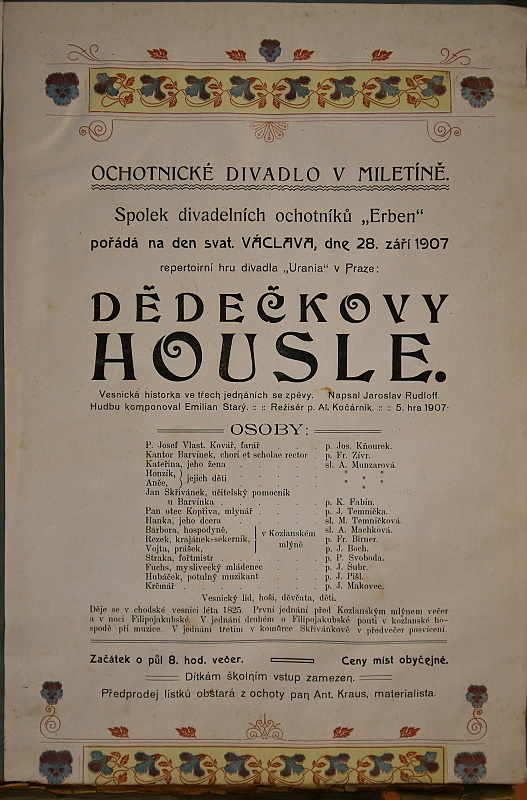 OCHOTNICKÉ DIVADLO V MILETÍNĚ.
Spolek divadelních ochotníků „Erben“
pořádá na den svat. VÁCLAVA, dne 28. září 1907
repertoirní hru divadla „Urania“ v Praze:
DĚDEČKOVY
HOUSLE.
Vesnická historka ve třech jednáních se zpěvy. Napsal Jaroslav Rudloff.
Hudbu komponoval Emilian Starý. :: :: Režisér p. Al. Kočárník. :: :: 5. hra 1907.
OSOBY:
P. Josef Vlast. Kovář, farář . p. Jos. Kňourek.
Kantor Barvínek, chori et scholae rector . p. Fr. Zívr.
Kateřina, jeho žena . . . . . sl. A. Munzarová.
Honzík, } jejich děti . . . . . * * *
Anče, } . . . . . * * *
Jan Skřivánek, učitelský pomocník
u Barvínka . . . . . . p. K. Fabín.
Pan otec Kopřiva, mlynář . . . . p. J. Temnička.
Hanka, jeho dcera . . . . . sl. M. Temničková.
Barbora, hospodyně, } v Kozlanském mlýně . sl. A. Machková.
Rezek, krajánek-sekerník, . p. Fr. Birner.
Vojta, prášek, . p. J. Boch.
Straka, fořtmistr . . . . . p. P. Svoboda.
Fuchs, myslivecký mládenec . . . p. J. Šubr.
Hubáček, potulný muzikant . . . p. J. Pišl.
Krčmář . . . . . . . p. J. Makovec.
Vesnický lid, hoši, děvčata, děti.
Děje se v chodské vesnici léta 1825. První jednání před Kozlanským mlýnem večer
a v noci Filipojakubské. V jednání druhém o Filipojakubské pouti v kozlanské ho-
spodě při muzice. V jednání třetím v komůrce Skřivánkově v předvečer posvícení.
Začátek o půl 8. hod. večer. Ceny míst obyčejné.
Dítkám školním vstup zamezen.
Předprodej lístků obstará z ochoty pan Ant. Kraus, materialista.